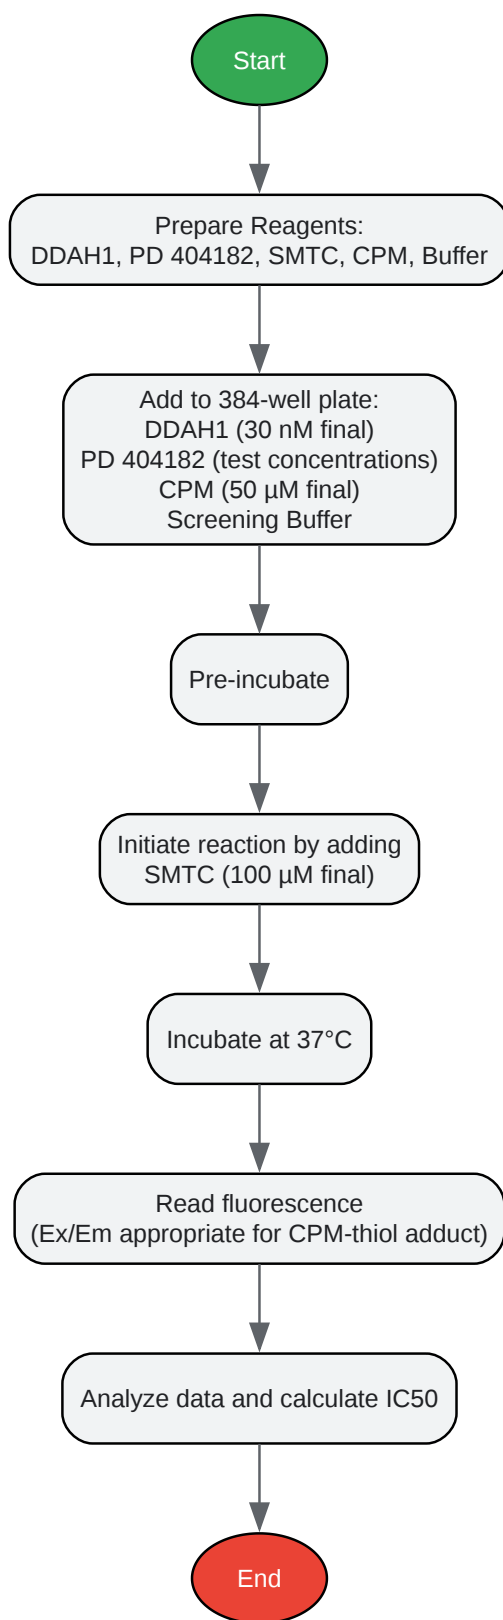 Start
Prepare Reagents:
DDAH1, PD 404182, SMTC, CPM, Buffer
Add to 384-well plate:
DDAH1 (30 nM final)
PD 404182 (test concentrations)
CPM (50 µM final)
Screening Buffer
Pre-incubate
Initiate reaction by adding
SMTC (100 µM final)
Incubate at 37°C
Read fluorescence
(Ex/Em appropriate for CPM-thiol adduct)
Analyze data and calculate IC50
End